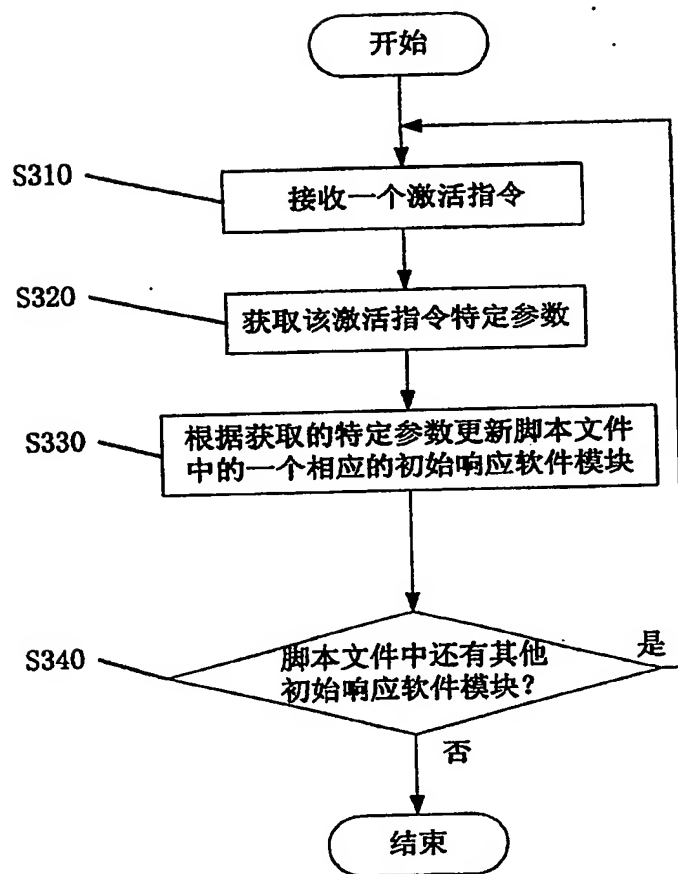 开始
S310
接收一个激活指令
S320
获取该激活指令特定参数
S330
根据获取的特定参数更新脚本文件
中的一个相应的初始响应软件模块
S340
脚本文件中还有其他
初始响应软件模块?
是
否
结束